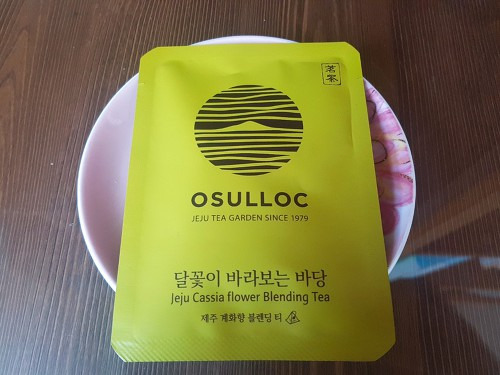 茗茶
OSULLOC
JEJU TEA GARDEN SINCE 1979
달꽃이 바라보는 바당
Jeju Cassia flower Blending Tea
제주 계화향 블렌딩 티